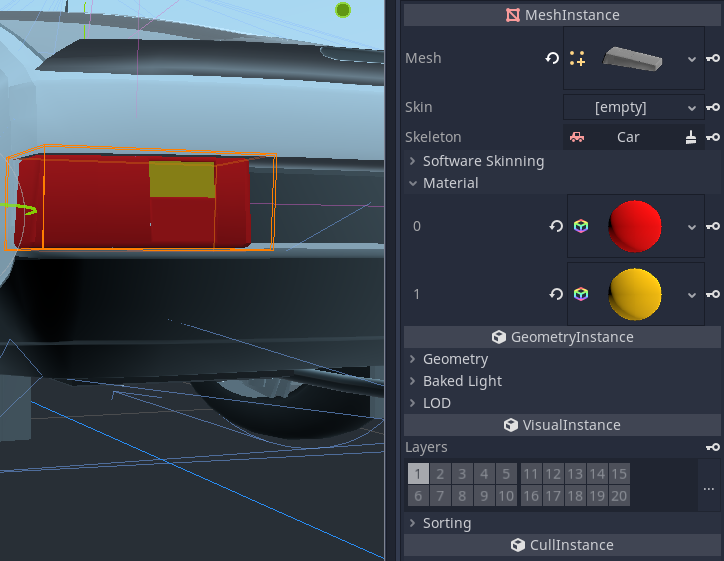 MeshInstance
Mesh
Skin [empty]
Skeleton Car
Software Skinning
Material
0
1
GeometryInstance
Geometry
Baked Light
LOD
VisualInstance
Layers
1 2 3 4 5 11 12 13 14 15
6 7 8 9 10 16 17 18 19 20
...
Sorting
CullInstance